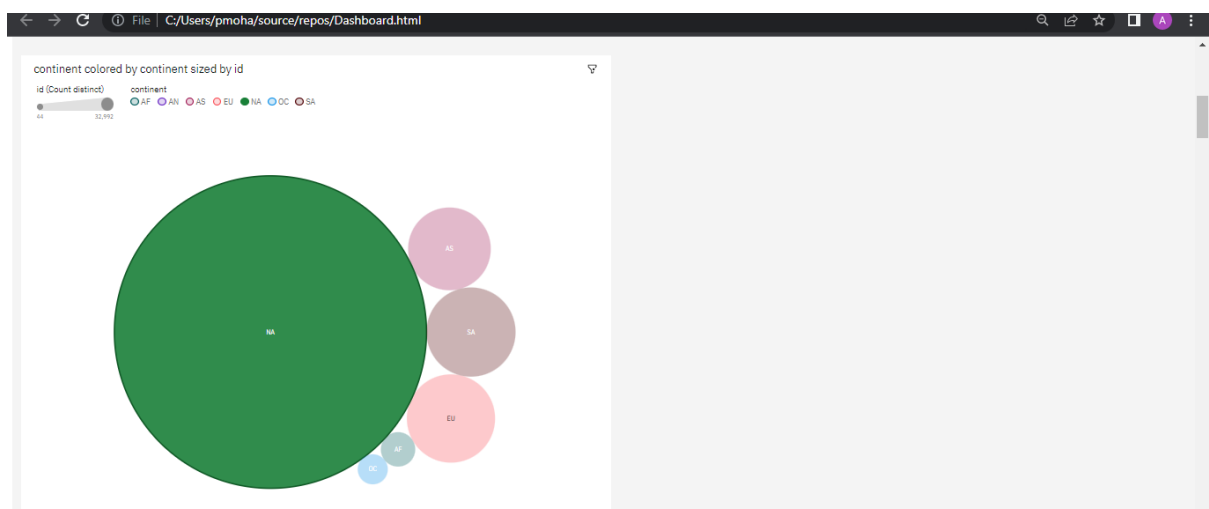 File | C:/Users/pmoha/source/repos/Dashboard.html
A
continent colored by continent sized by id
id (Count distinct)
44 32,992
continent
AF AN AS EU NA OC SA
AS
NA
SA
EU
AF
OC